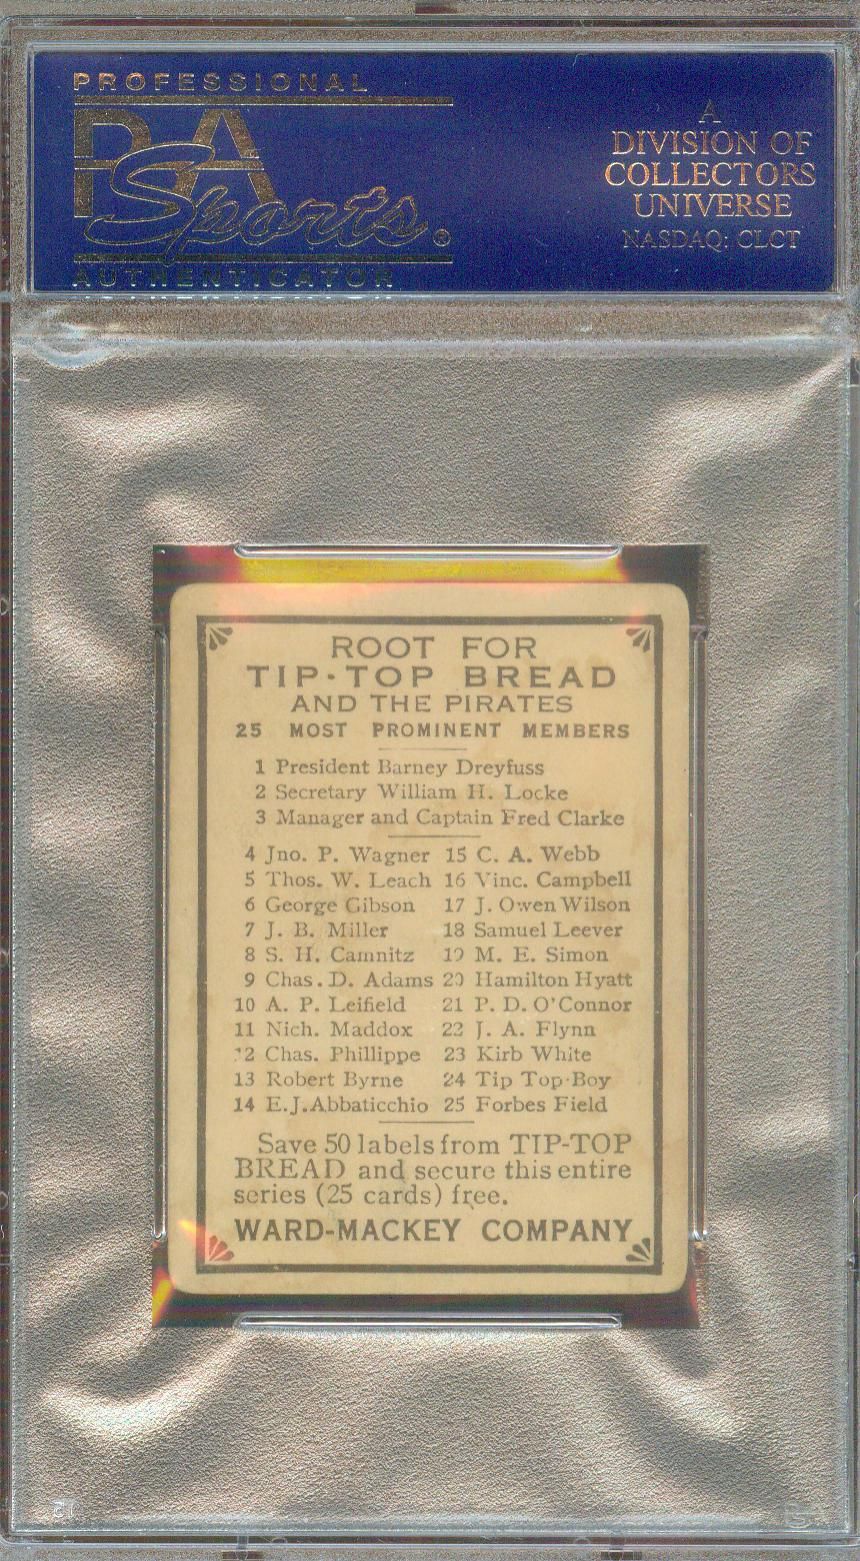 PROFESSIONAL
PSA
Sports®
AUTHENTICATOR
A
DIVISION OF
COLLECTORS
UNIVERSE
NASDAQ: CLCT
ROOT FOR
TIP-TOP BREAD
AND THE PIRATES
25 MOST PROMINENT MEMBERS
1 President Barney Dreyfuss
2 Secretary William H. Locke
3 Manager and Captain Fred Clarke
4 Jno. P. Wagner
5 Thos. W. Leach
6 George Gibson
7 J. B. Miller
8 S. H. Camnitz
9 Chas. D. Adams
10 A. P. Leifield
11 Nich. Maddox
12 Chas. Phillippe
13 Robert Byrne
14 E.J.Abbaticchio
15 C. A. Webb
16 Vinc. Campbell
17 J. Owen Wilson
18 Samuel Leever
19 M. E. Simon
20 Hamilton Hyatt
21 P. D. O'Connor
22 J. A. Flynn
23 Kirb White
24 Tip Top-Boy
25 Forbes Field
Save 50 labels from TIP-TOP
BREAD and secure this entire
series (25 cards) free.
WARD-MACKEY COMPANY